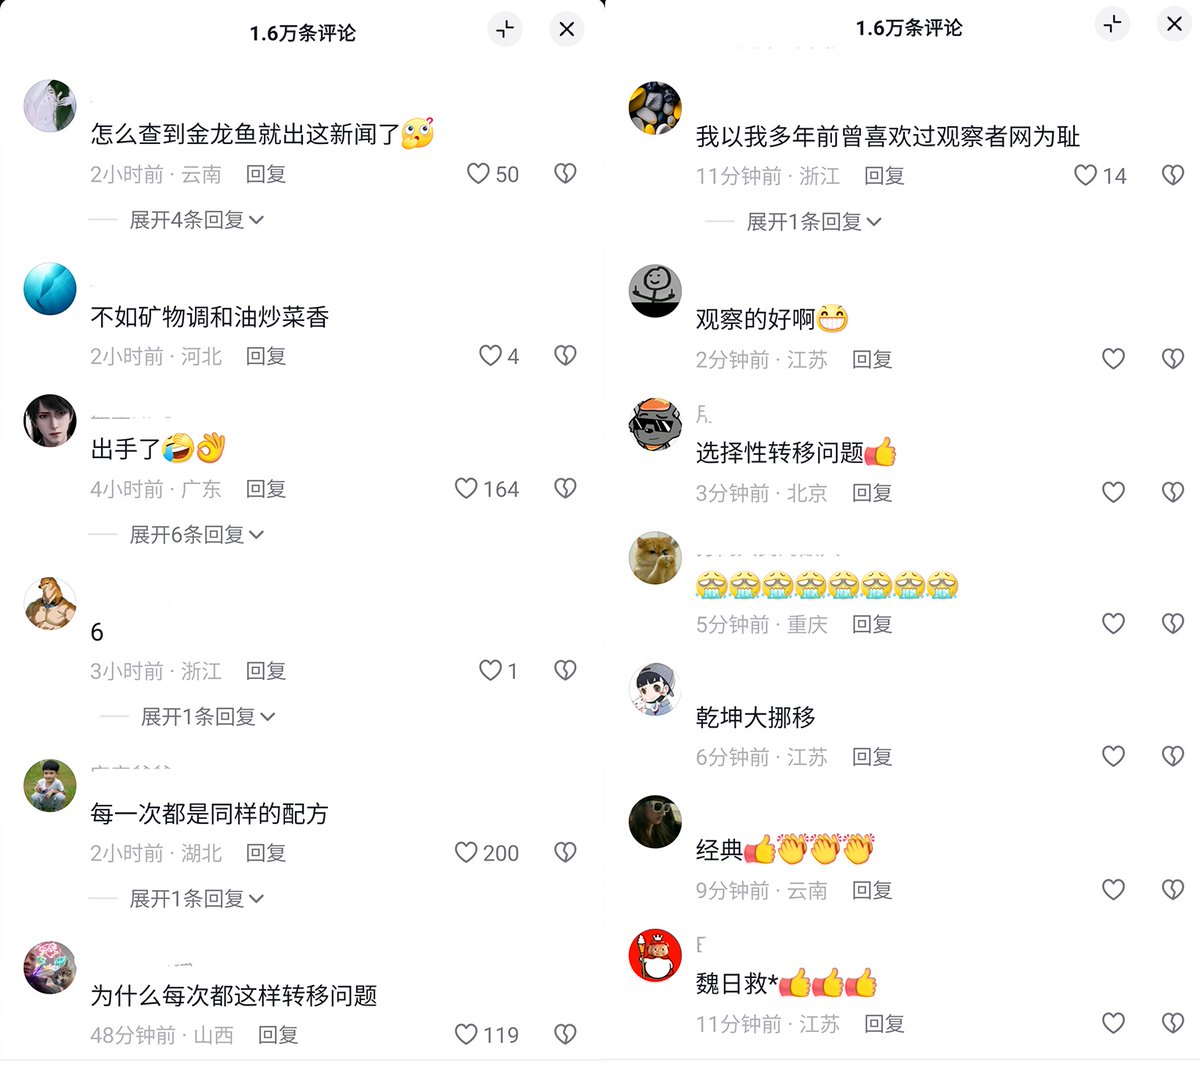 1.6万条评论
怎么查到金龙鱼就出这新闻了
2小时前 · 云南 回复 50
展开4条回复
不如矿物调和油炒菜香
2小时前 · 河北 回复 4
出手了
4小时前 · 广东 回复 164
展开6条回复
6
3小时前 · 浙江 回复 1
展开1条回复
每一次都是同样的配方
2小时前 · 湖北 回复 200
展开1条回复
为什么每次都这样转移问题
48分钟前 · 山西 回复 119
1.6万条评论
我以我多年前曾喜欢过观察者网为耻
11分钟前 · 浙江 回复 14
展开1条回复
观察的好啊
2分钟前 · 江苏 回复
选择性转移问题
3分钟前 · 北京 回复
5分钟前 · 重庆 回复
乾坤大挪移
6分钟前 · 江苏 回复
经典
9分钟前 · 云南 回复
魏日救*
11分钟前 · 江苏 回复